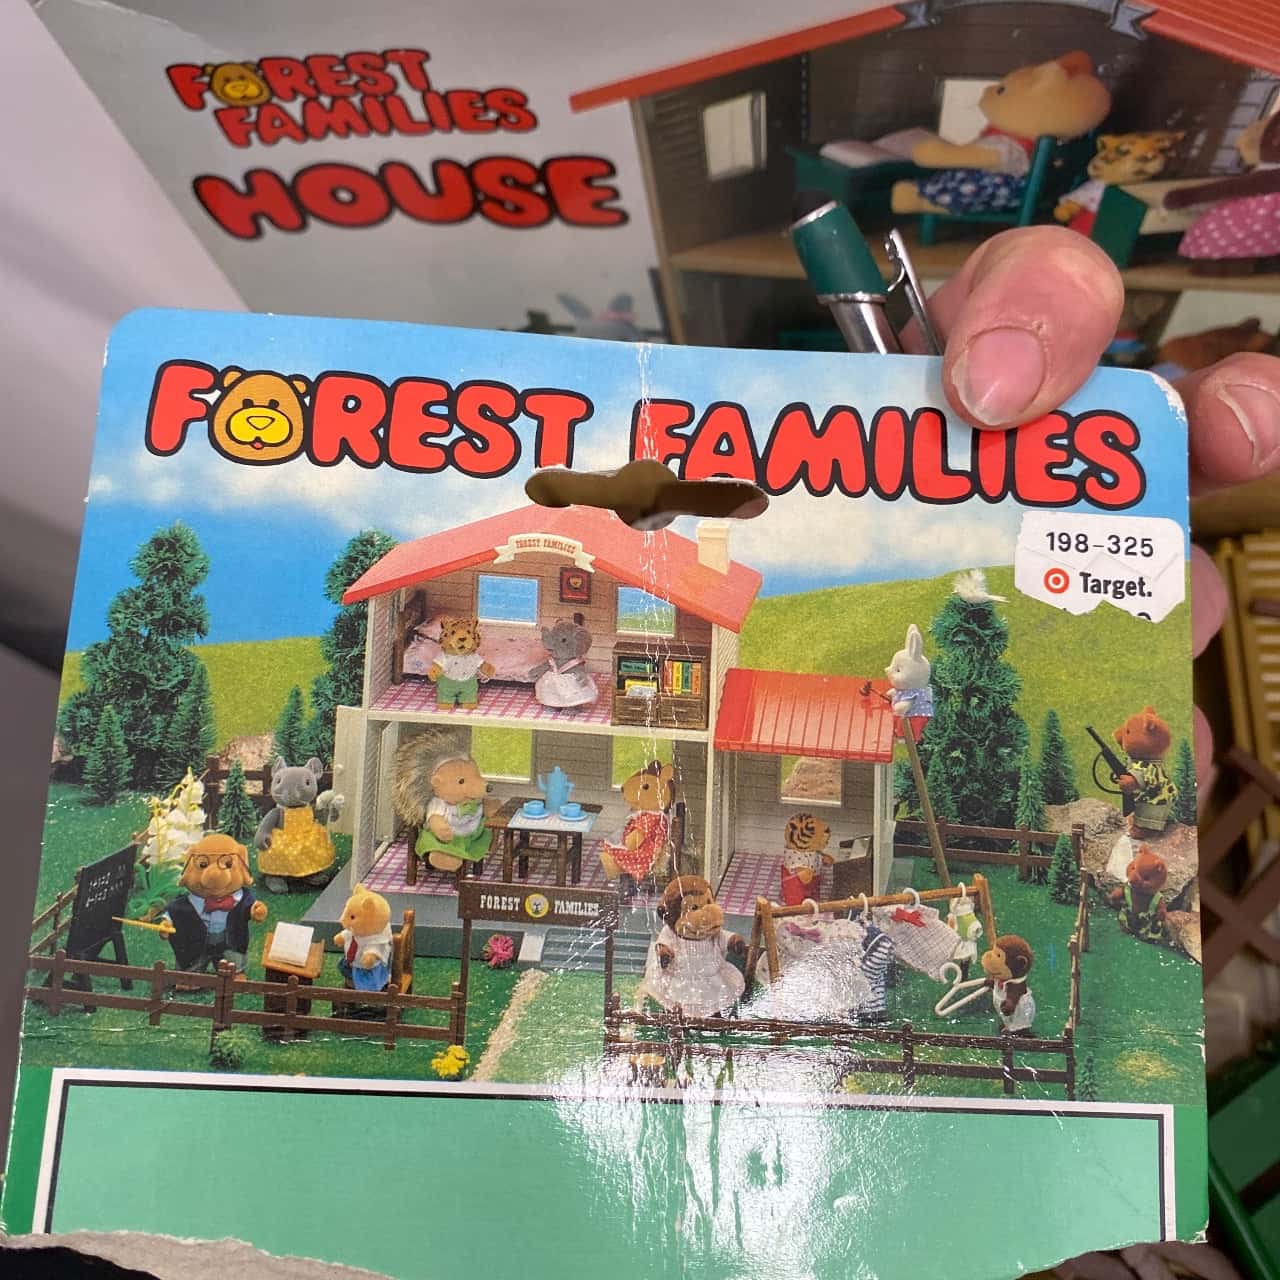 FOREST
FAMILIES
HOUSE
FOREST FAMILIES
198-325
Target.
FOREST FAMILIES
FOREST FAMILIES